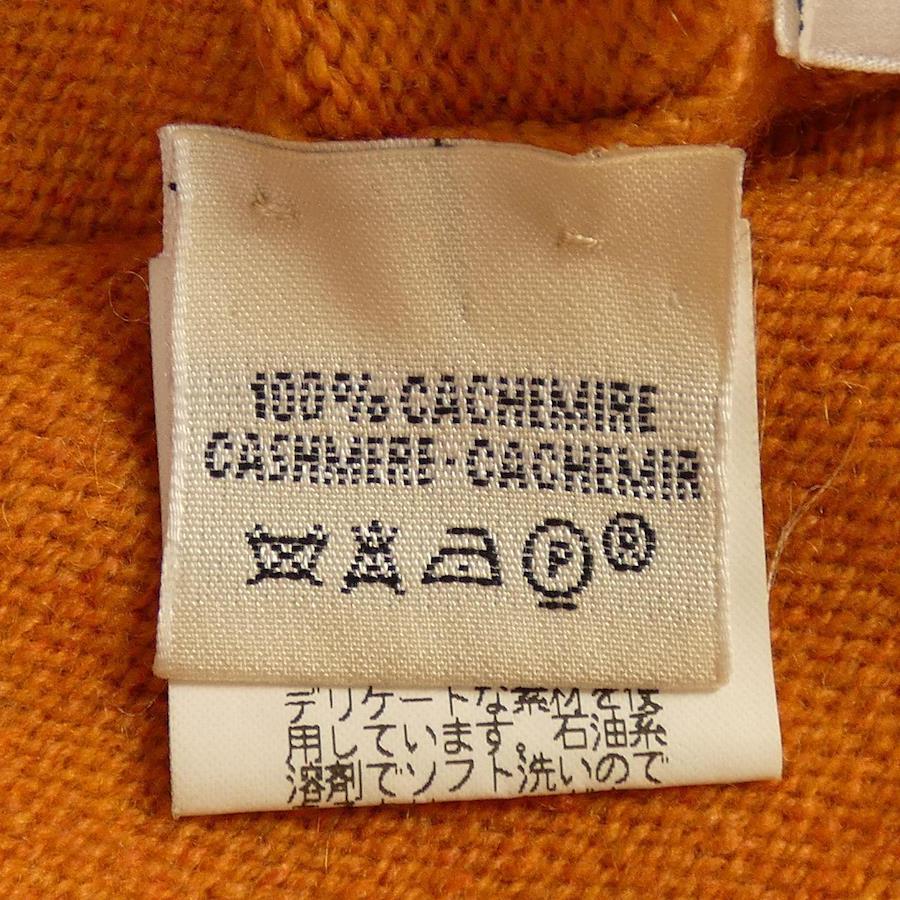 100% CACHEMIRE
CASHMERE·CACHEMIR
P ®
デリケートな素材を使
用しています。石油系
溶剤でソフト洗いので